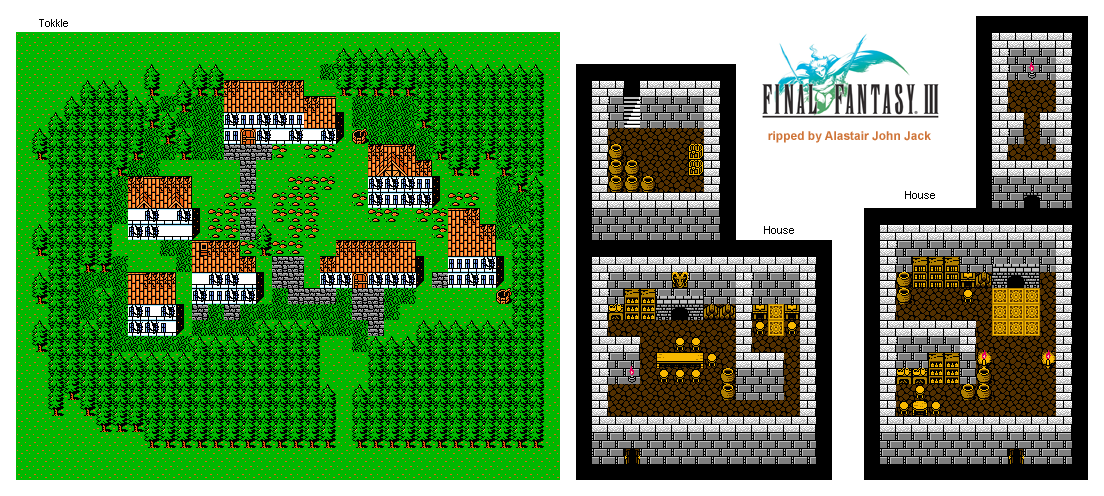 Tokkle
FINAL FANTASY. III
ripped by Alastair John Jack
House
House